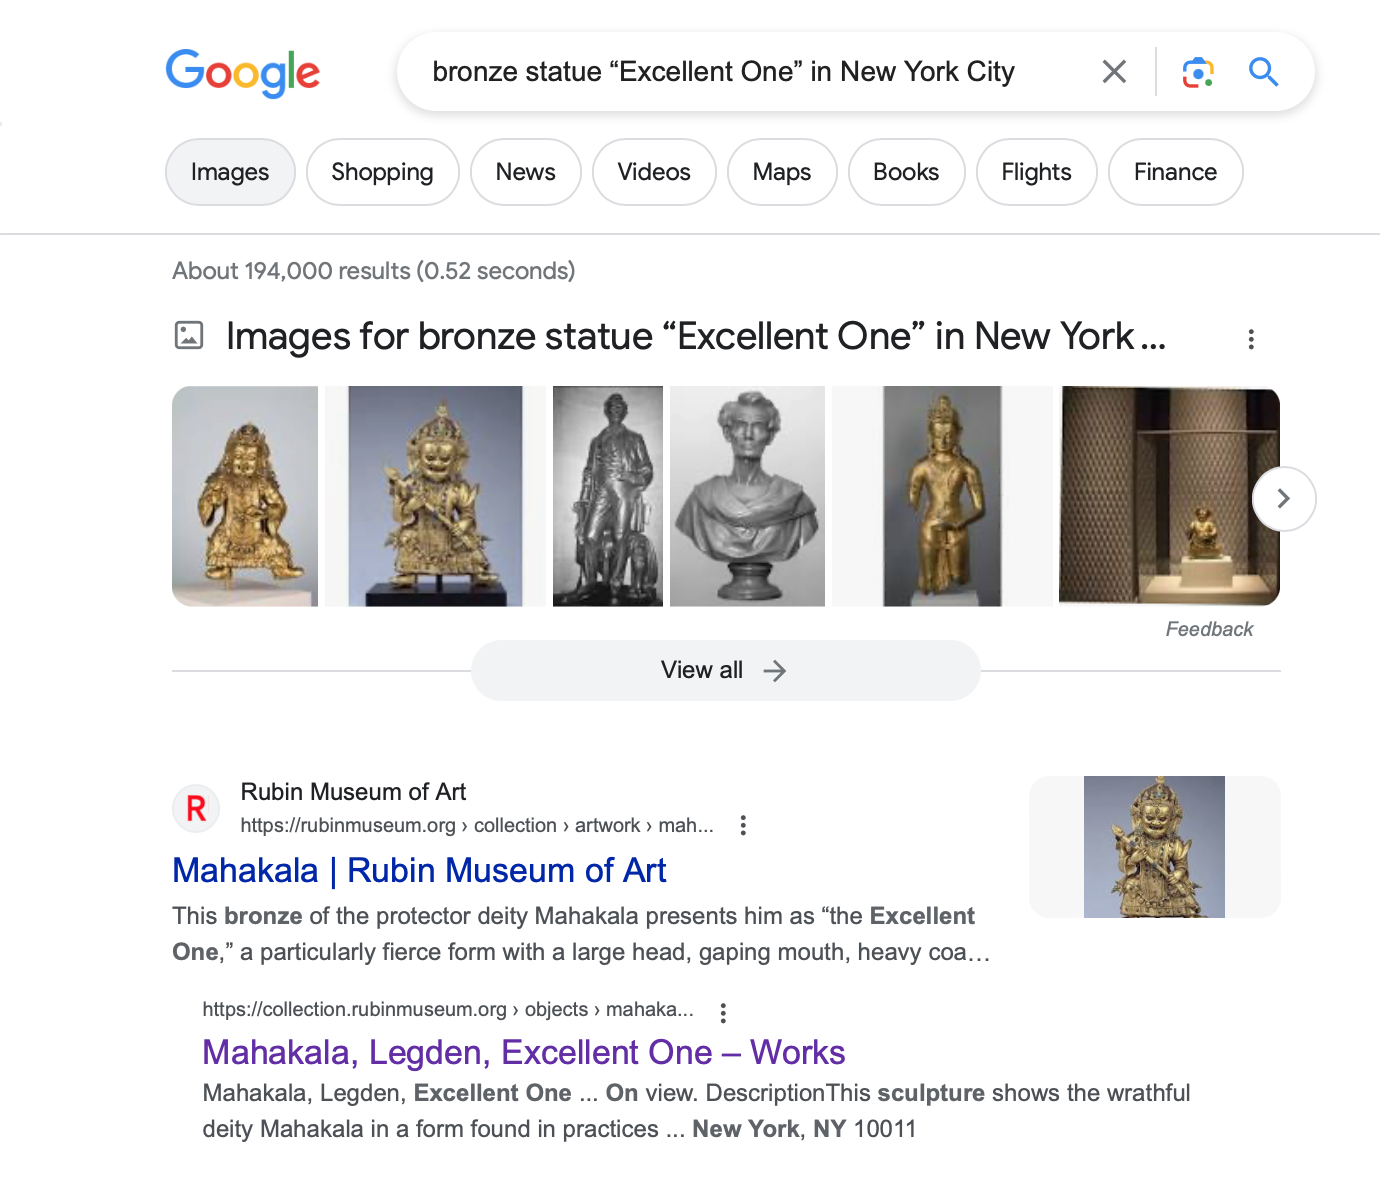 Google
bronze statue “Excellent One” in New York City
Images
Shopping
News
Videos
Maps
Books
Flights
Finance
About 194,000 results (0.52 seconds)
Images for bronze statue “Excellent One” in New York ...
Feedback
View all
R
Rubin Museum of Art
https://rubinmuseum.org › collection › artwork › mah...
Mahakala | Rubin Museum of Art
This bronze of the protector deity Mahakala presents him as “the Excellent
One,” a particularly fierce form with a large head, gaping mouth, heavy coa...
https://collection.rubinmuseum.org › objects › mahaka...
Mahakala, Legden, Excellent One – Works
Mahakala, Legden, Excellent One ... On view. DescriptionThis sculpture shows the wrathful
deity Mahakala in a form found in practices ... New York, NY 10011